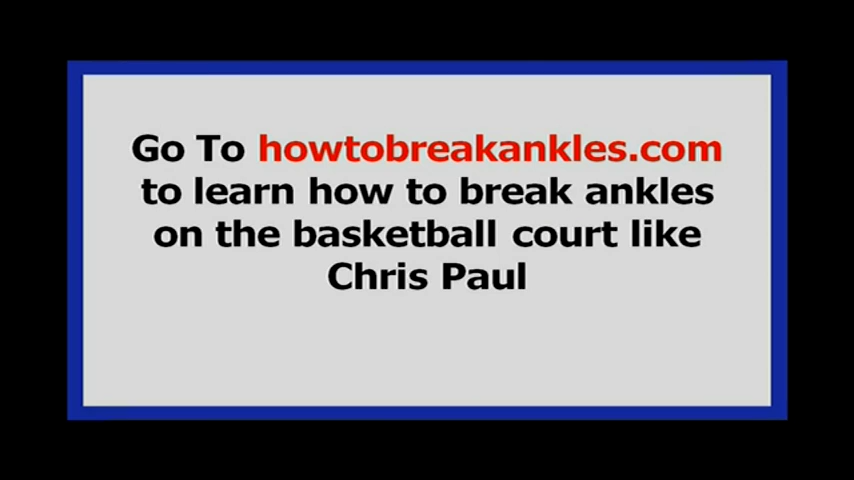 Go To howtobreakankles.com
to learn how to break ankles
on the basketball court like
Chris Paul